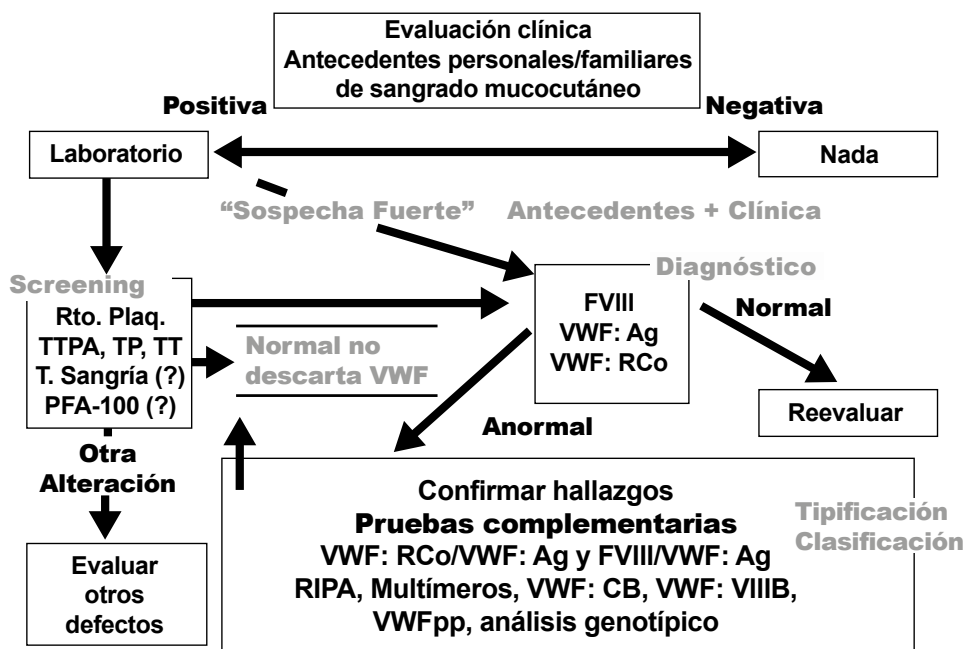 Evaluación clínica
Antecedentes personales/familiares
de sangrado mucocutáneo
Positiva
Negativa
Laboratorio
Nada
“Sospecha Fuerte”
Antecedentes + Clínica
Screening
Rto. Plaq.
TTPA, TP, TT
T. Sangría (?)
PFA-100 (?)
Normal no
descarta VWF
Diagnóstico
FVIII
VWF: Ag
VWF: RCo
Normal
Reevaluar
Anormal
Otra
Alteración
Evaluar
otros
defectos
Confirmar hallazgos
Pruebas complementarias
VWF: RCo/VWF: Ag y FVIII/VWF: Ag
RIPA, Multímeros, VWF: CB, VWF: VIIIB,
VWFpp, análisis genotípico
Tipificación
Clasificación